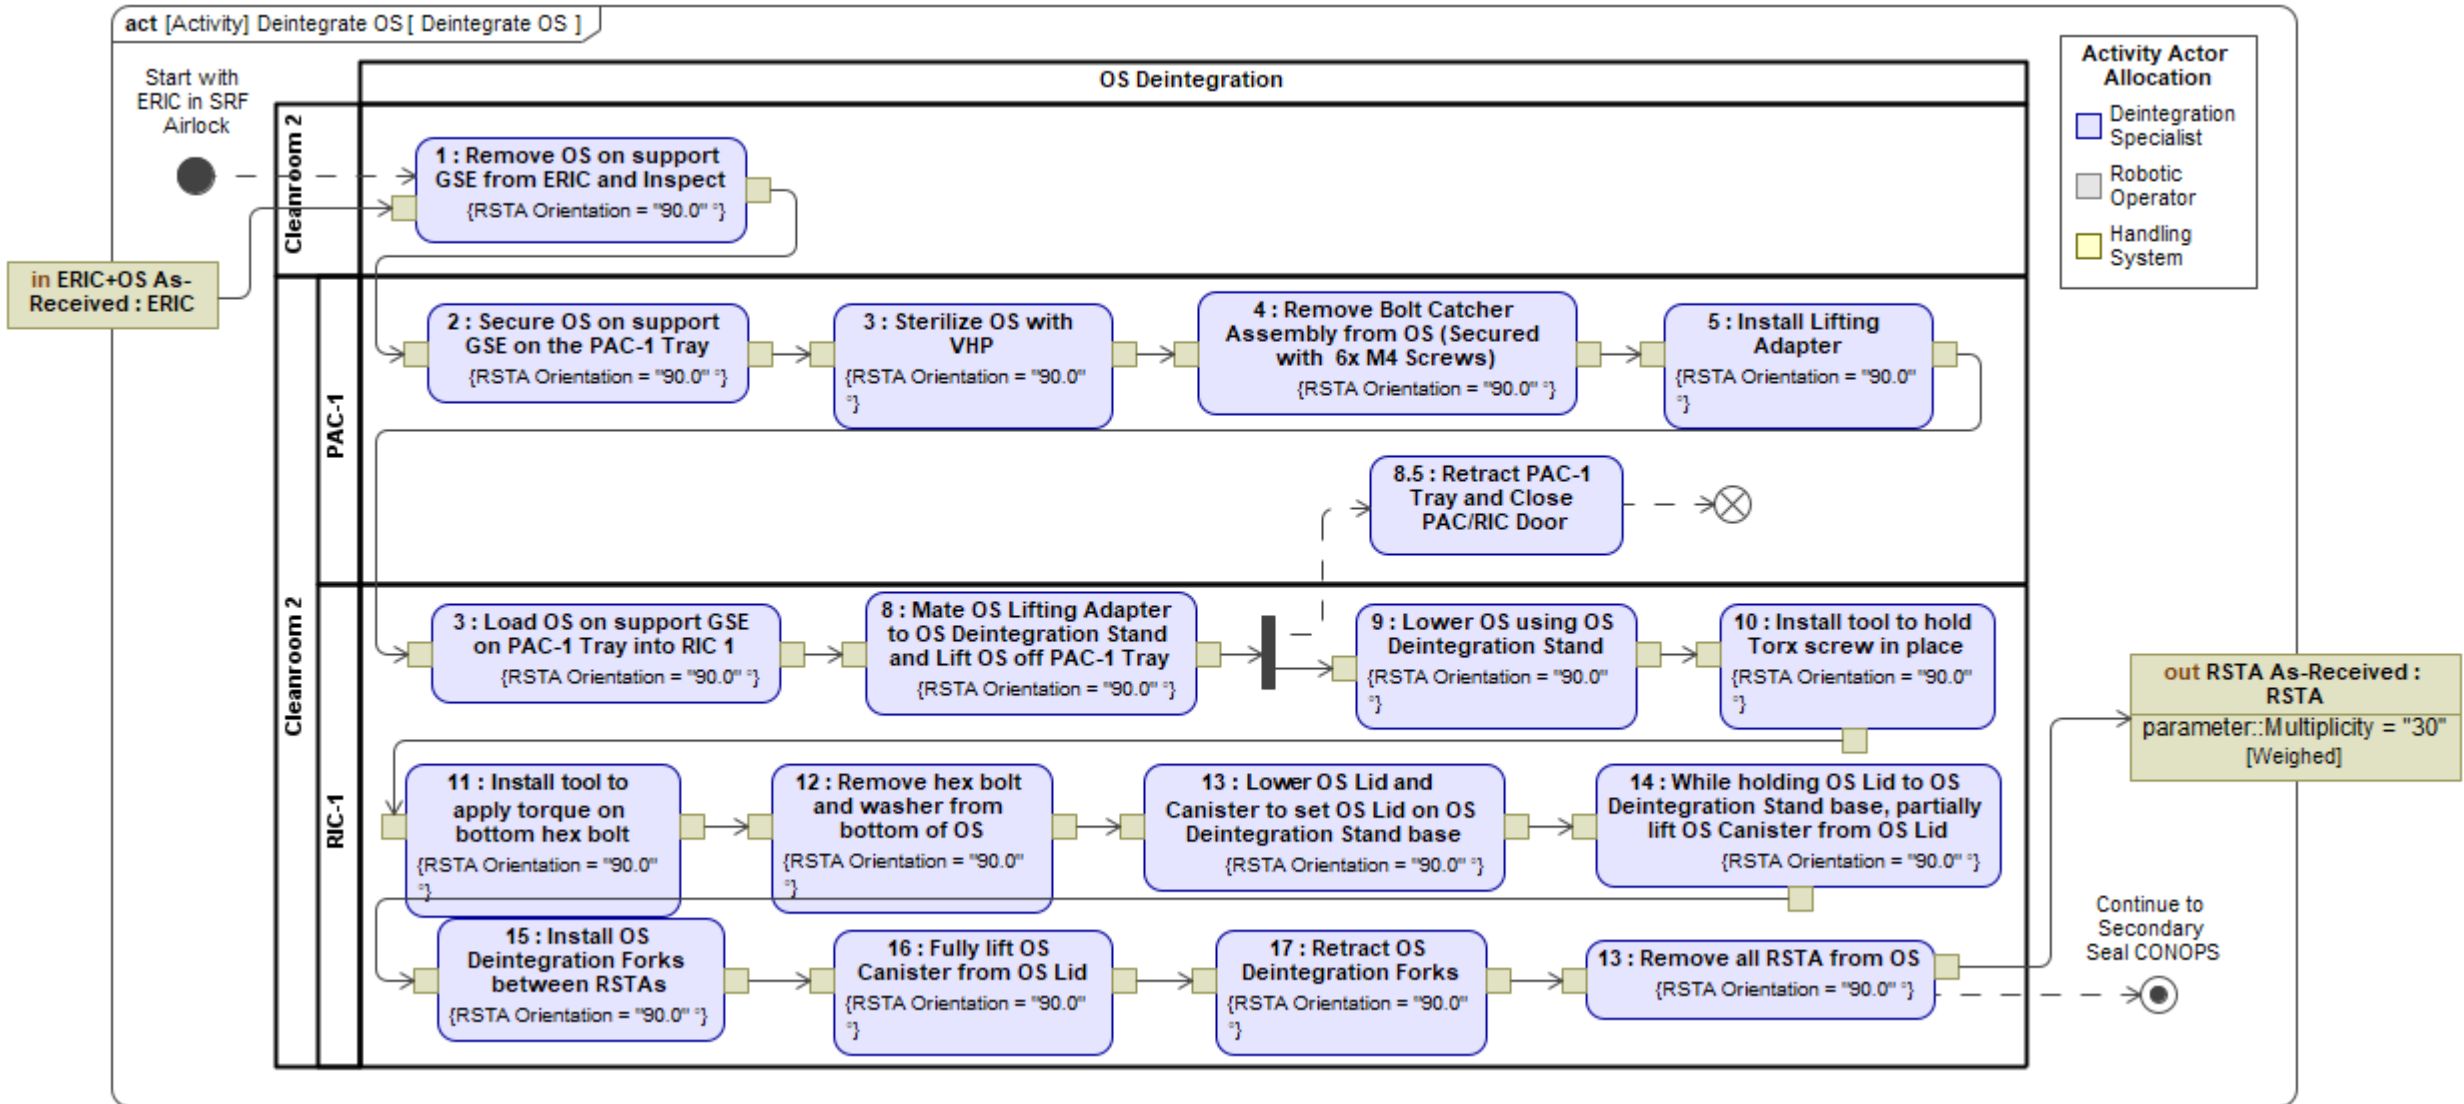 act [Activity] Deintegrate OS [ Deintegrate OS ]
Start with
ERIC in SRF
Airlock
OS Deintegration
Activity Actor
Allocation
Deintegration
Specialist
Robotic
Operator
Handling
System
Cleanroom 2
1 : Remove OS on support
GSE from ERIC and Inspect
{RSTA Orientation = "90.0" °}
in ERIC+OS As-
Received : ERIC
Cleanroom 2
PAC-1
2 : Secure OS on support
GSE on the PAC-1 Tray
{RSTA Orientation = "90.0" °}
3 : Sterilize OS with
VHP
{RSTA Orientation = "90.0"
°}
4 : Remove Bolt Catcher
Assembly from OS (Secured
with  6x M4 Screws)
{RSTA Orientation = "90.0" °}
5 : Install Lifting
Adapter
{RSTA Orientation = "90.0"
°}
8.5 : Retract PAC-1
Tray and Close
PAC/RIC Door
RIC-1
3 : Load OS on support GSE
on PAC-1 Tray into RIC 1
{RSTA Orientation = "90.0" °}
8 : Mate OS Lifting Adapter
to OS Deintegration Stand
and Lift OS off PAC-1 Tray
{RSTA Orientation = "90.0" °}
9 : Lower OS using OS
Deintegration Stand
{RSTA Orientation = "90.0"
°}
10 : Install tool to hold
Torx screw in place
{RSTA Orientation = "90.0"
°}
11 : Install tool to
apply torque on
bottom hex bolt
{RSTA Orientation = "90.0"
°}
12 : Remove hex bolt
and washer from
bottom of OS
{RSTA Orientation = "90.0"
°}
13 : Lower OS Lid and
Canister to set OS Lid on OS
Deintegration Stand base
{RSTA Orientation = "90.0" °}
14 : While holding OS Lid to OS
Deintegration Stand base, partially
lift OS Canister from OS Lid
{RSTA Orientation = "90.0" °}
15 : Install OS
Deintegration Forks
between RSTAs
{RSTA Orientation = "90.0" °}
16 : Fully lift OS
Canister from OS Lid
{RSTA Orientation = "90.0"
°}
17 : Retract OS
Deintegration Forks
{RSTA Orientation = "90.0"
°}
13 : Remove all RSTA from OS
{RSTA Orientation = "90.0" °}
out RSTA As-Received :
RSTA
parameter::Multiplicity = "30"
[Weighed]
Continue to
Secondary
Seal CONOPS